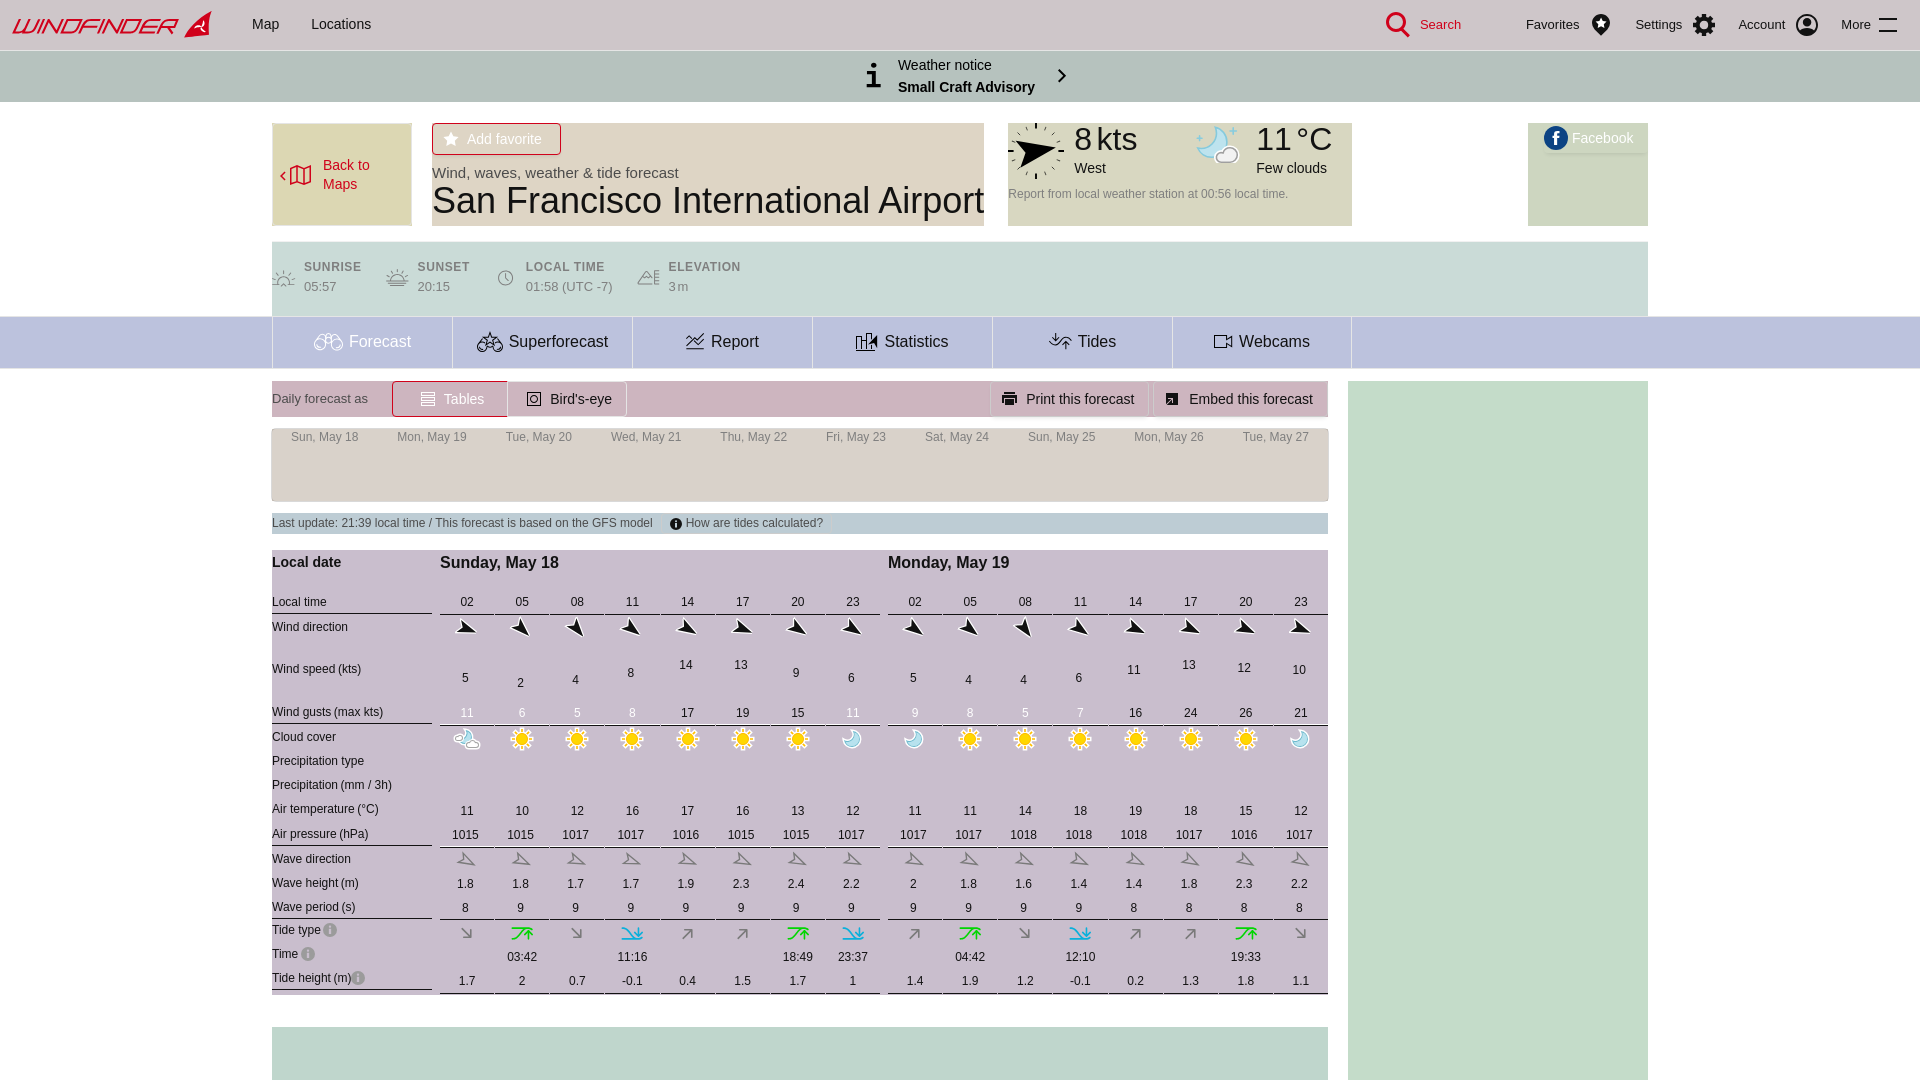 WINDFINDER Map Locations Search Favorites Settings Account More
Weather notice
Small Craft Advisory
Back to
Maps
Add favorite
Wind, waves, weather & tide forecast
San Francisco International Airport
8 kts
West
11 °C
Few clouds
Report from local weather station at 00:56 local time.
Facebook
SUNRISE
05:57
SUNSET
20:15
LOCAL TIME
01:58 (UTC -7)
ELEVATION
3 m
Forecast Superforecast Report Statistics Tides Webcams
Daily forecast as Tables Bird's-eye Print this forecast Embed this forecast
Sun, May 18 Mon, May 19 Tue, May 20 Wed, May 21 Thu, May 22 Fri, May 23 Sat, May 24 Sun, May 25 Mon, May 26 Tue, May 27
Last update: 21:39 local time / This forecast is based on the GFS model How are tides calculated?
Local date Sunday, May 18 Monday, May 19
Local time 02 05 08 11 14 17 20 23 02 05 08 11 14 17 20 23
Wind direction
Wind speed (kts) 5 2 4 8 14 13 9 6 5 4 4 6 11 13 12 10
Wind gusts (max kts) 11 6 5 8 17 19 15 11 9 8 5 7 16 24 26 21
Cloud cover
Precipitation type
Precipitation (mm / 3h)
Air temperature (°C) 11 10 12 16 17 16 13 12 11 11 14 18 19 18 15 12
Air pressure (hPa) 1015 1015 1017 1017 1016 1015 1015 1017 1017 1017 1018 1018 1018 1017 1016 1017
Wave direction
Wave height (m) 1.8 1.8 1.7 1.7 1.9 2.3 2.4 2.2 2 1.8 1.6 1.4 1.4 1.8 2.3 2.2
Wave period (s) 8 9 9 9 9 9 9 9 9 9 9 9 8 8 8 8
Tide type
Time 03:42 11:16 18:49 23:37 04:42 12:10 19:33
Tide height (m) 1.7 2 0.7 -0.1 0.4 1.5 1.7 1 1.4 1.9 1.2 -0.1 0.2 1.3 1.8 1.1